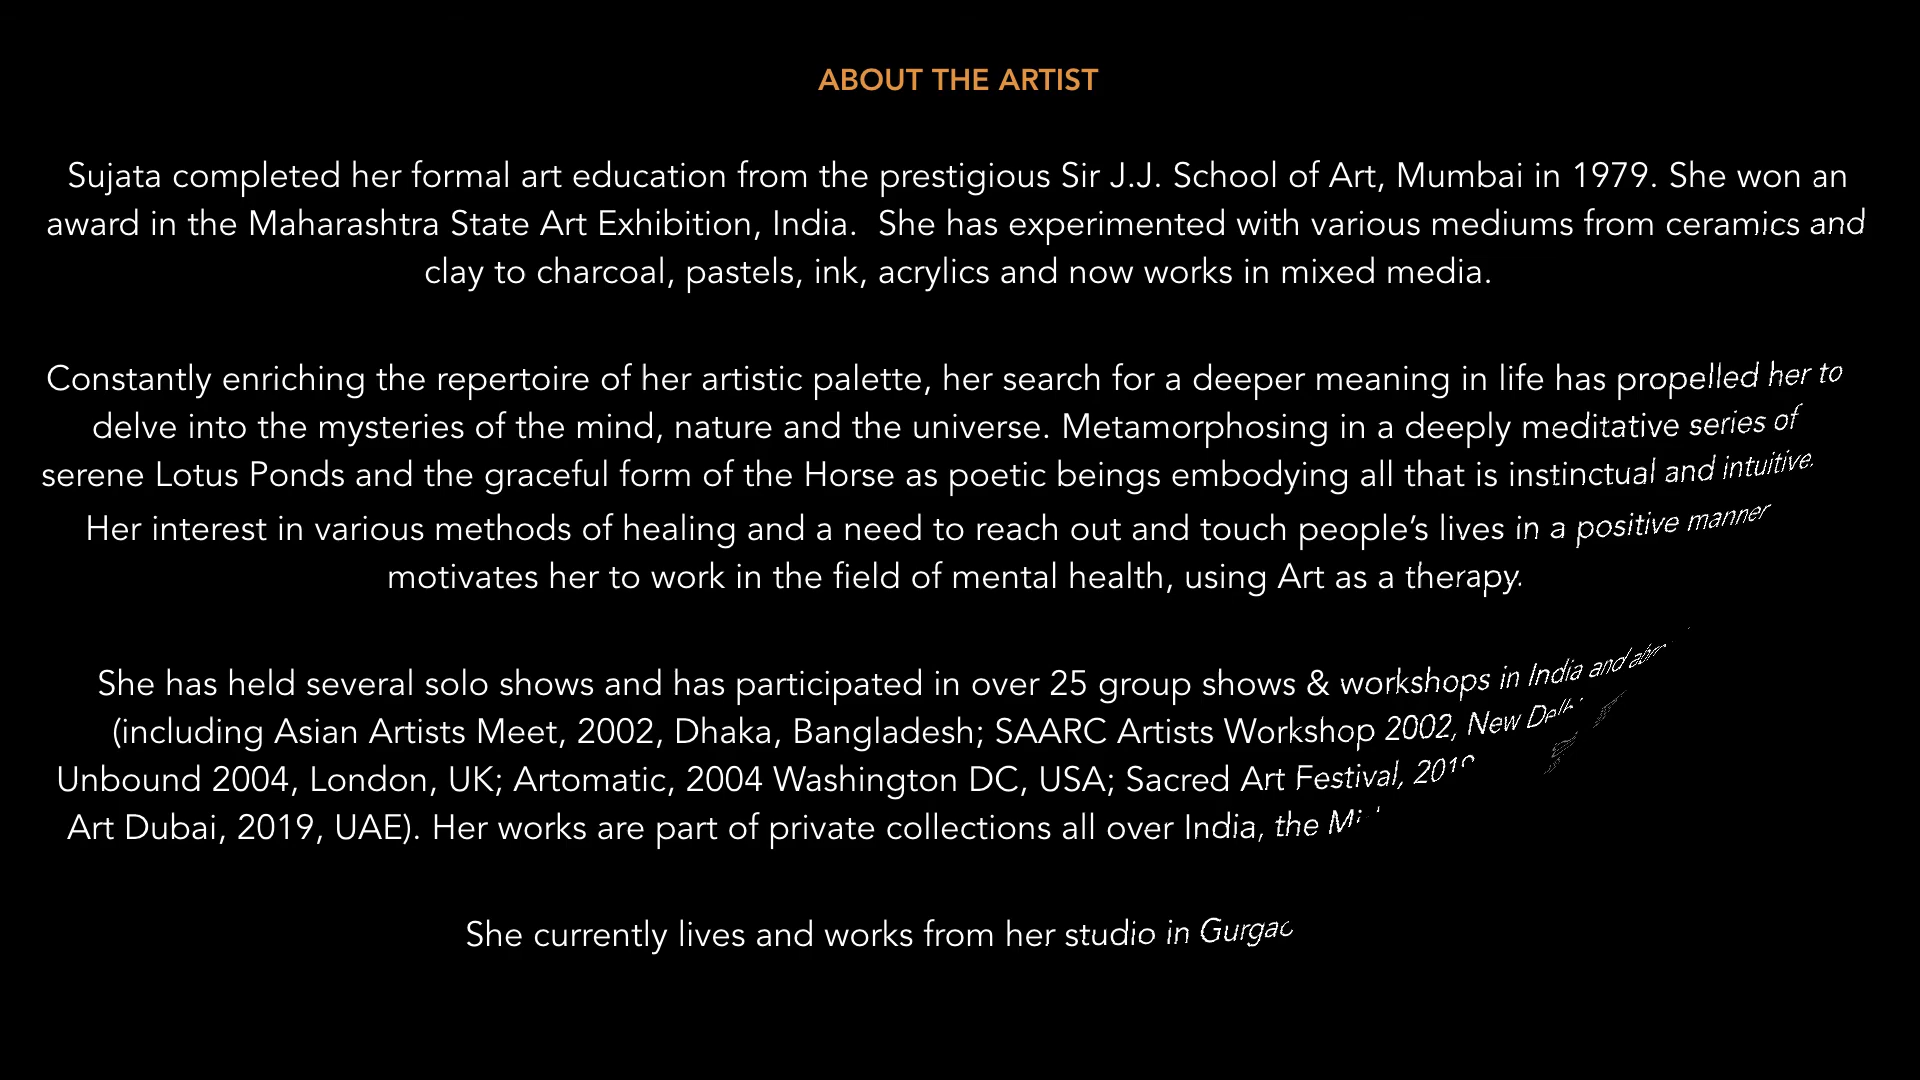 ABOUT THE ARTIST
Sujata completed her formal art education from the prestigious Sir J.J. School of Art, Mumbai in 1979. She won an
award in the Maharashtra State Art Exhibition, India. She has experimented with various mediums from ceramics and
clay to charcoal, pastels, ink, acrylics and now works in mixed media.
Constantly enriching the repertoire of her artistic palette, her search for a deeper meaning in life has propelled her to
delve into the mysteries of the mind, nature and the universe. Metamorphosing in a deeply meditative series of
serene Lotus Ponds and the graceful form of the Horse as poetic beings embodying all that is instinctual and intuitive.
Her interest in various methods of healing and a need to reach out and touch people’s lives in a positive manner
motivates her to work in the field of mental health, using Art as a therapy.
She has held several solo shows and has participated in over 25 group shows & workshops in India and
(including Asian Artists Meet, 2002, Dhaka, Bangladesh; SAARC Artists Workshop 2002, New
Unbound 2004, London, UK; Artomatic, 2004 Washington DC, USA; Sacred Art Festival,
Art Dubai, 2019, UAE). Her works are part of private collections all over India, the
She currently lives and works from her studio in